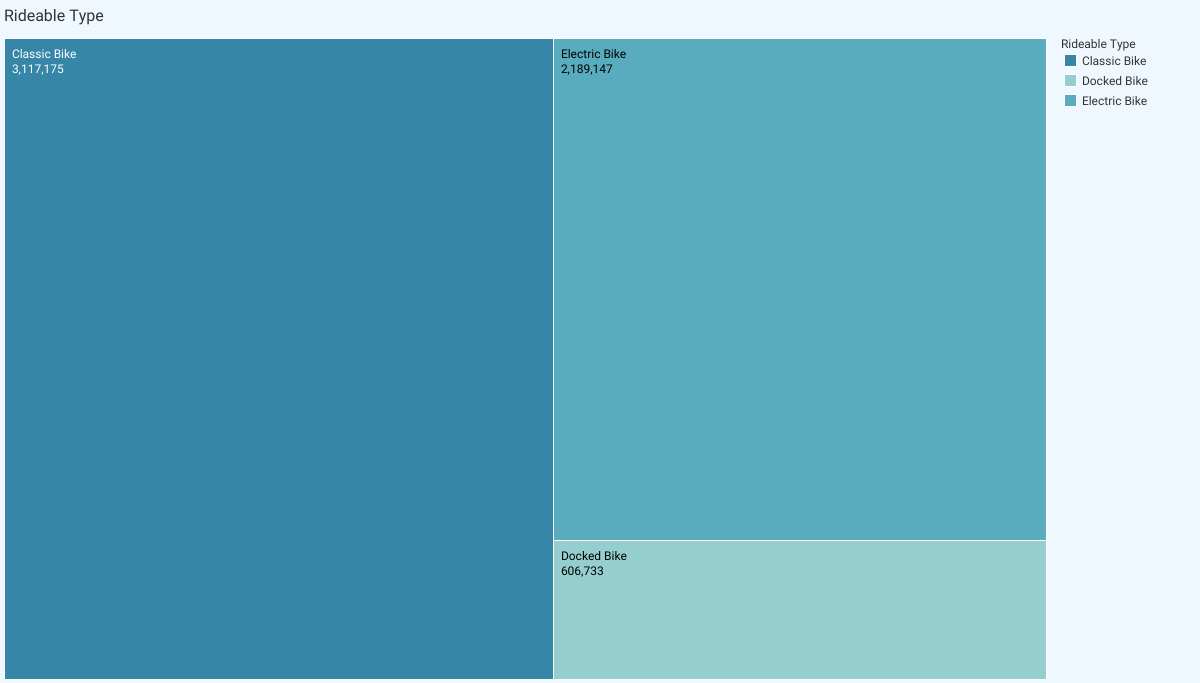 Rideable Type
Classic Bike
3,117,175
Electric Bike
2,189,147
Docked Bike
606,733
Rideable Type
Classic Bike
Docked Bike
Electric Bike